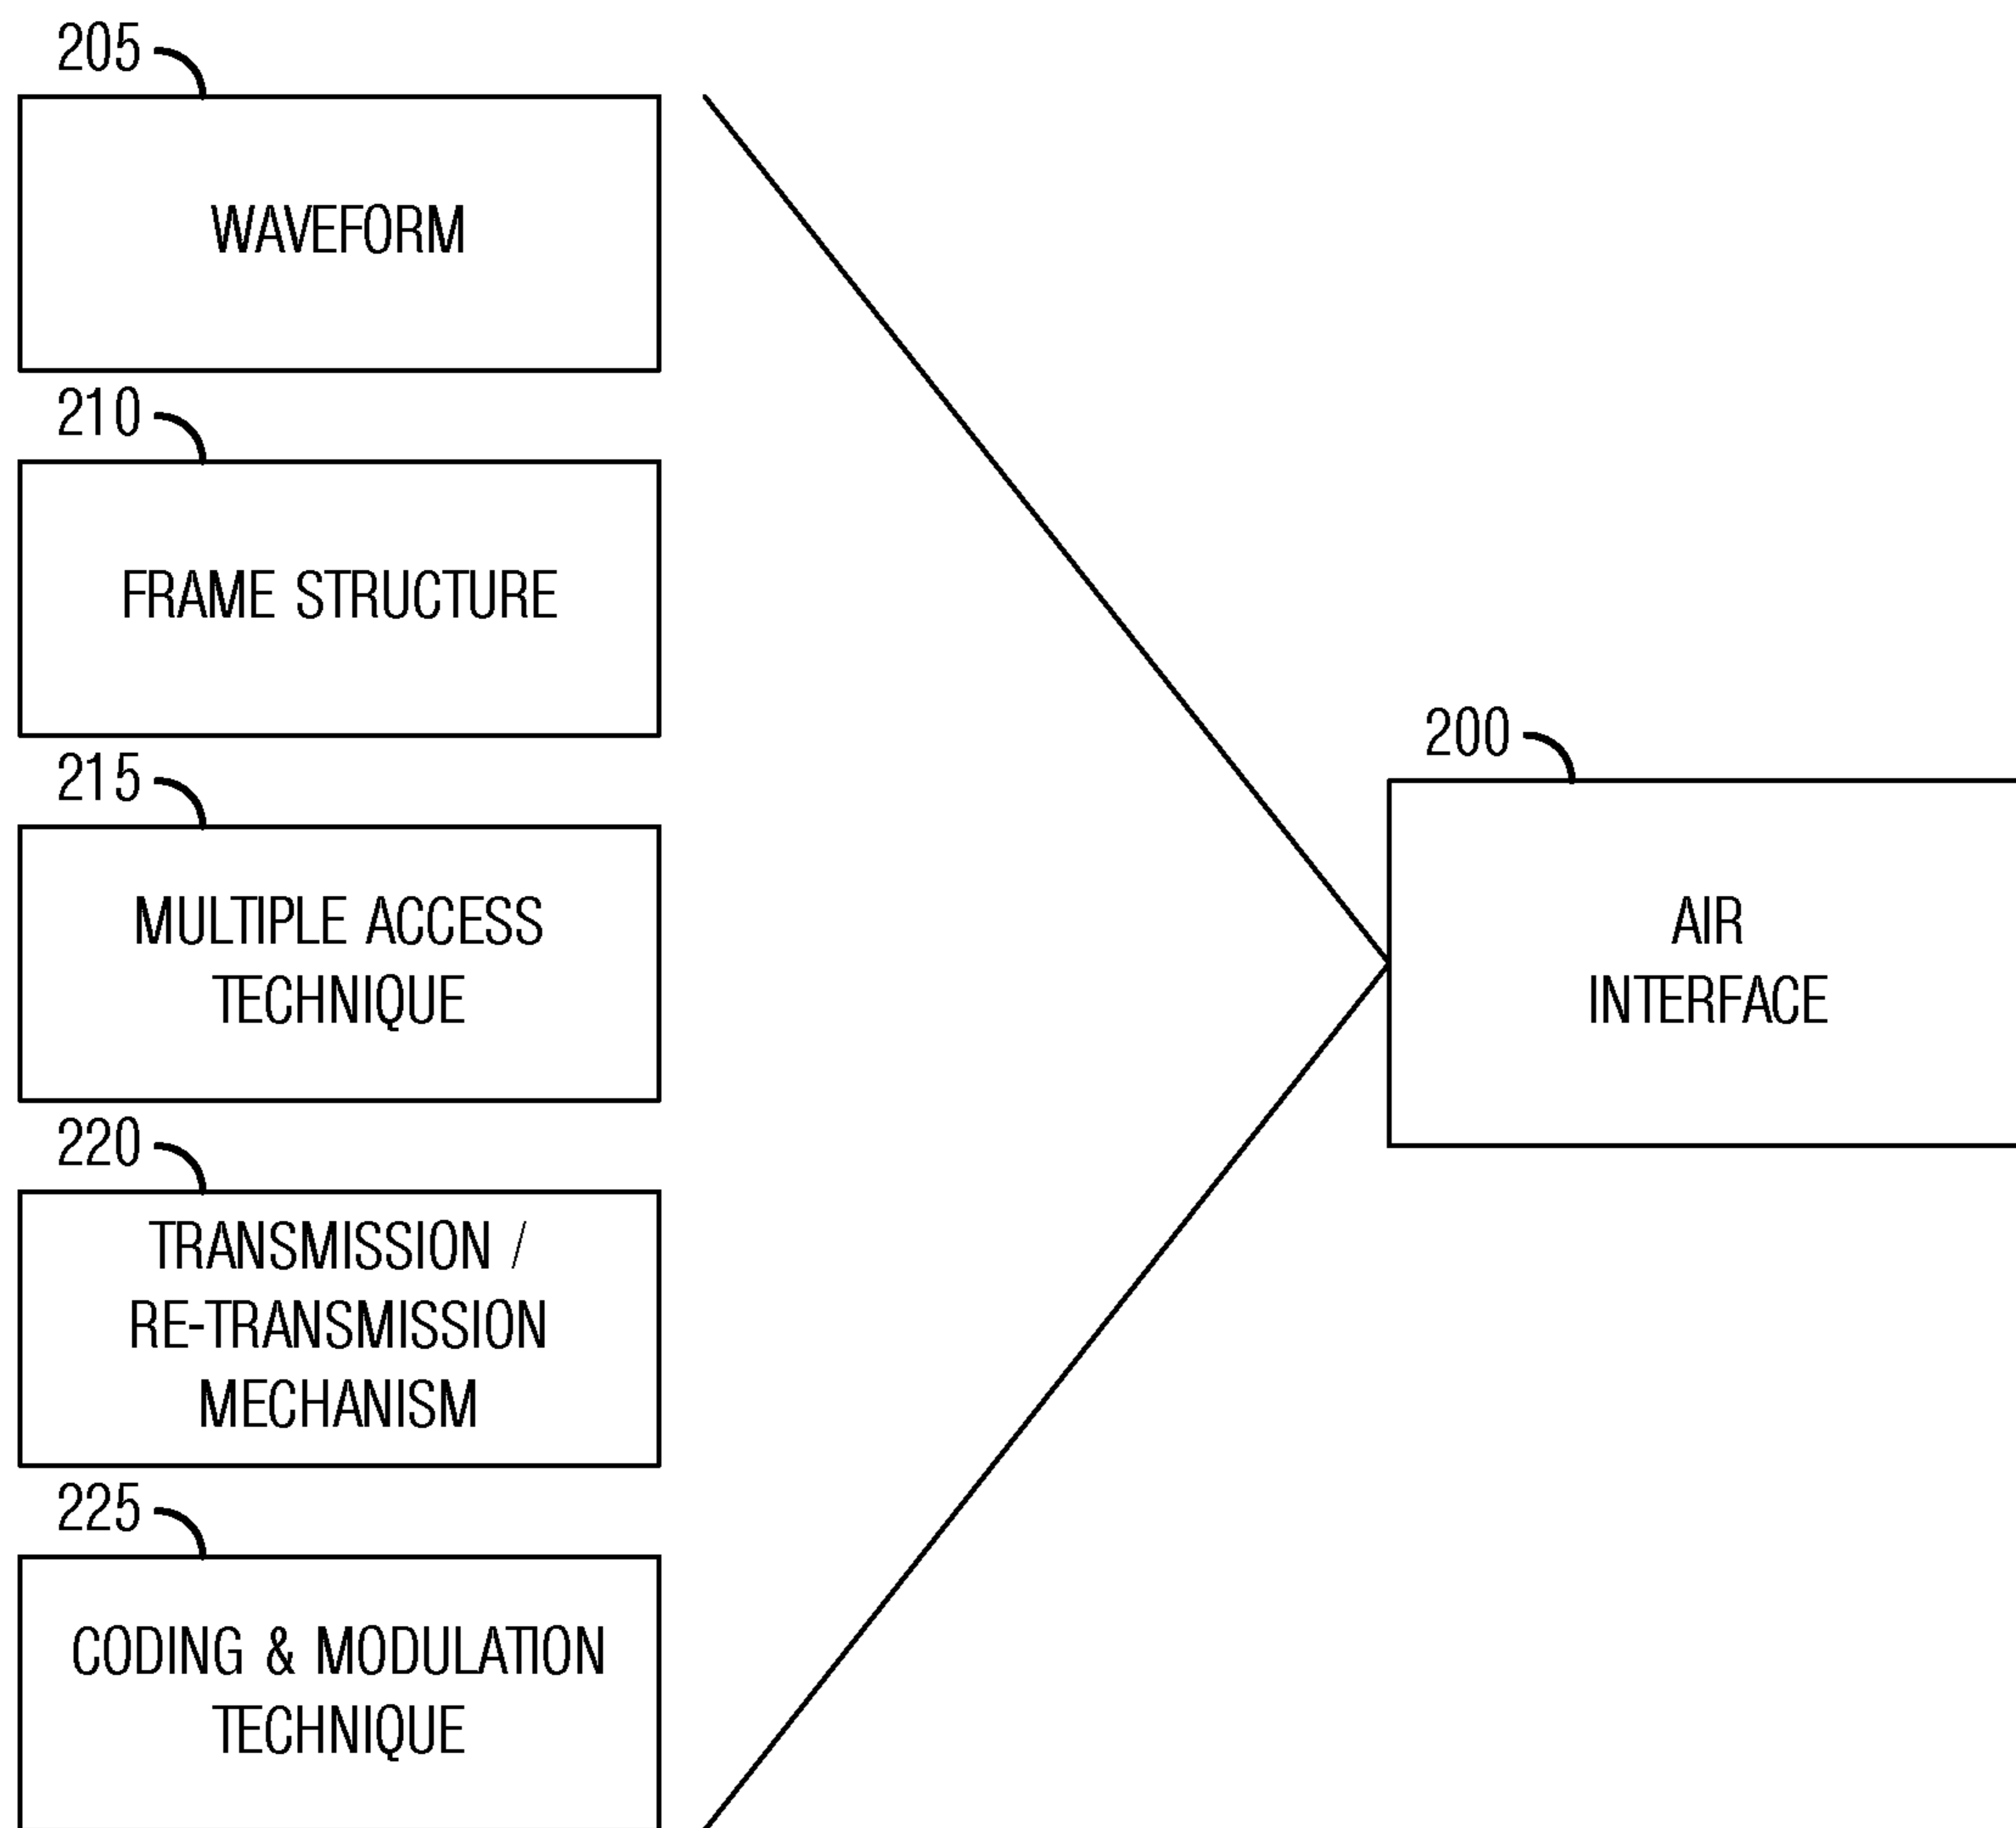 205
WAVEFORM
210
FRAME STRUCTURE
215
MULTIPLE ACCESS
TECHNIQUE
220
TRANSMISSION /
RE-TRANSMISSION
MECHANISM
225
CODING & MODULATION
TECHNIQUE
200
AIR
INTERFACE